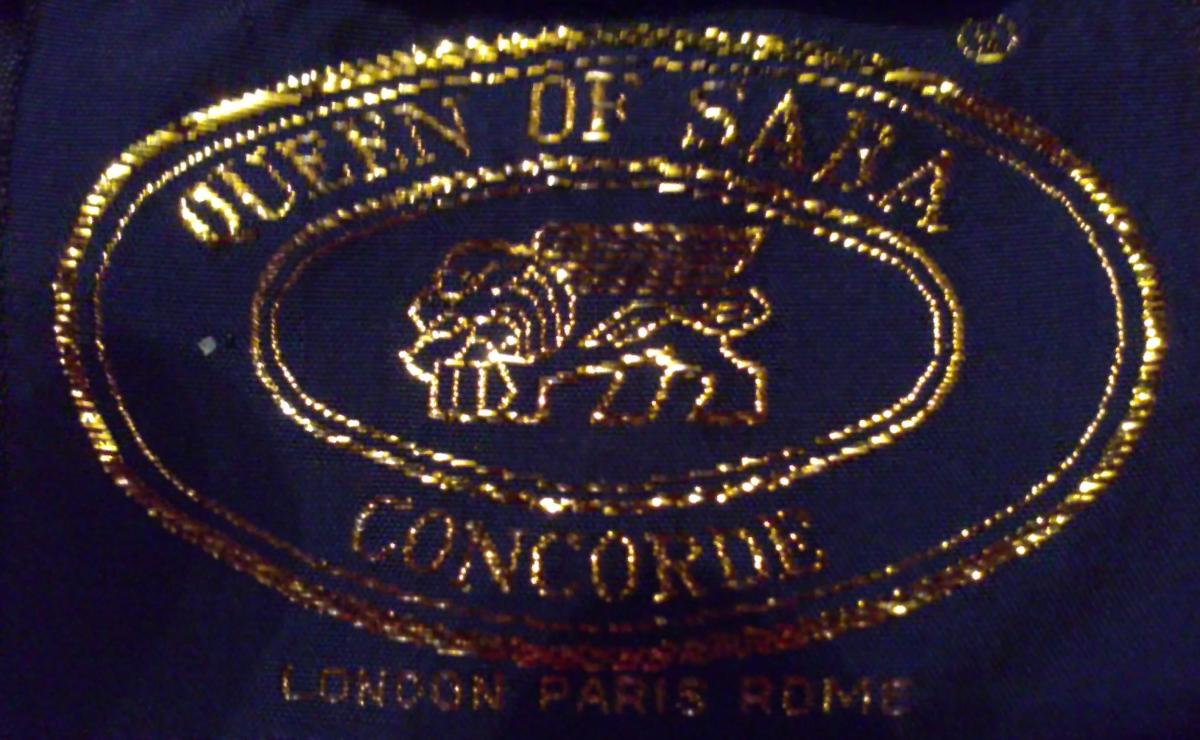 QUEEN OF SABA
CONCORDE
LONDON PARIS ROME